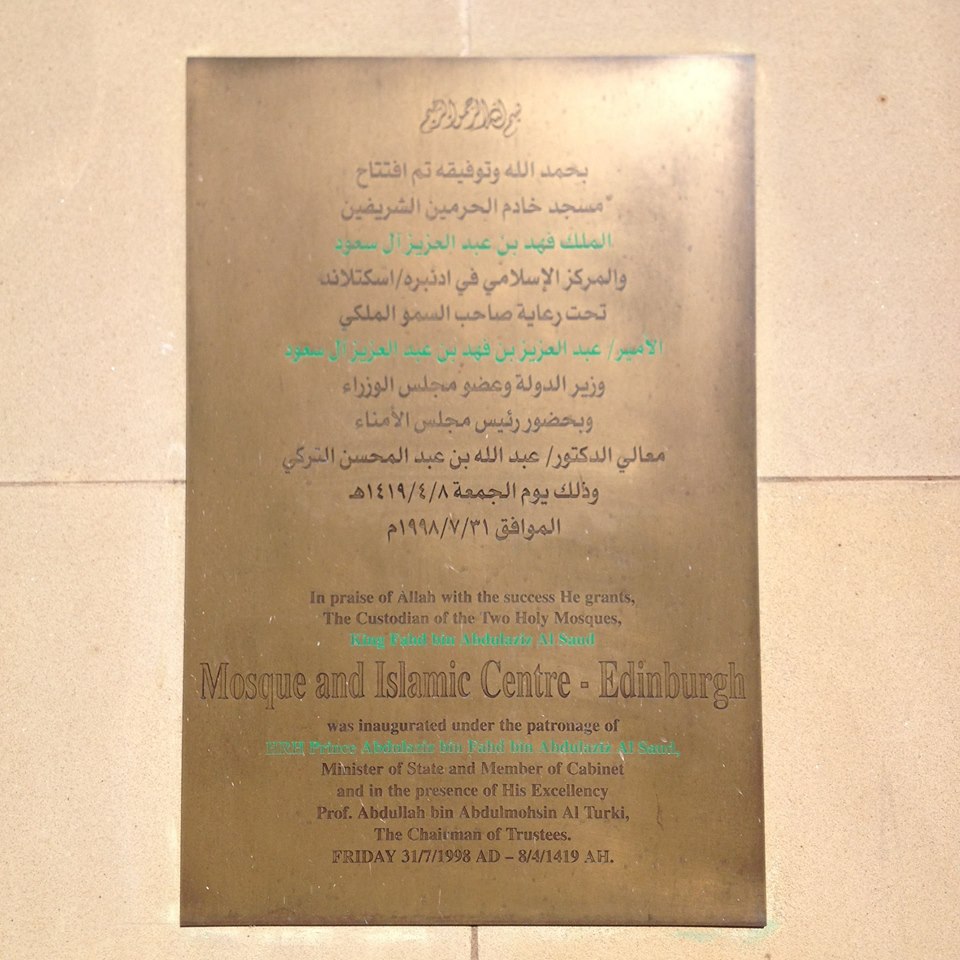 بسم الله الرحمن الرحيم
بحمد الله وتوفيقه تم افتتاح
مسجد خادم الحرمين الشريفين
الملك فهد بن عبد العزيز آل سعود
والمركز الإسلامي في ادنبره/اسكتلاند
تحت رعاية صاحب السمو الملكي
الأمير/ عبد العزيز بن فهد بن عبد العزيز آل سعود
وزير الدولة وعضو مجلس الوزراء
وبحضور رئيس مجلس الأمناء
معالي الدكتور/ عبد الله بن عبد المحسن التركي
وذلك يوم الجمعة ١٤١٩/٤/٨هـ
الموافق ١٩٩٨/٧/٣١م
In praise of Allah with the success He grants,
The Custodian of the Two Holy Mosques,
King Fahd bin Abdulaziz Al Saud
Mosque and Islamic Centre - Edinburgh
was inaugurated under the patronage of
HRH Prince Abdulaziz bin Fahd bin Abdulaziz Al Saud,
Minister of State and Member of Cabinet
and in the presence of His Excellency
Prof. Abdullah bin Abdulmohsin Al Turki,
The Chairman of Trustees.
FRIDAY 31/7/1998 AD – 8/4/1419 AH.